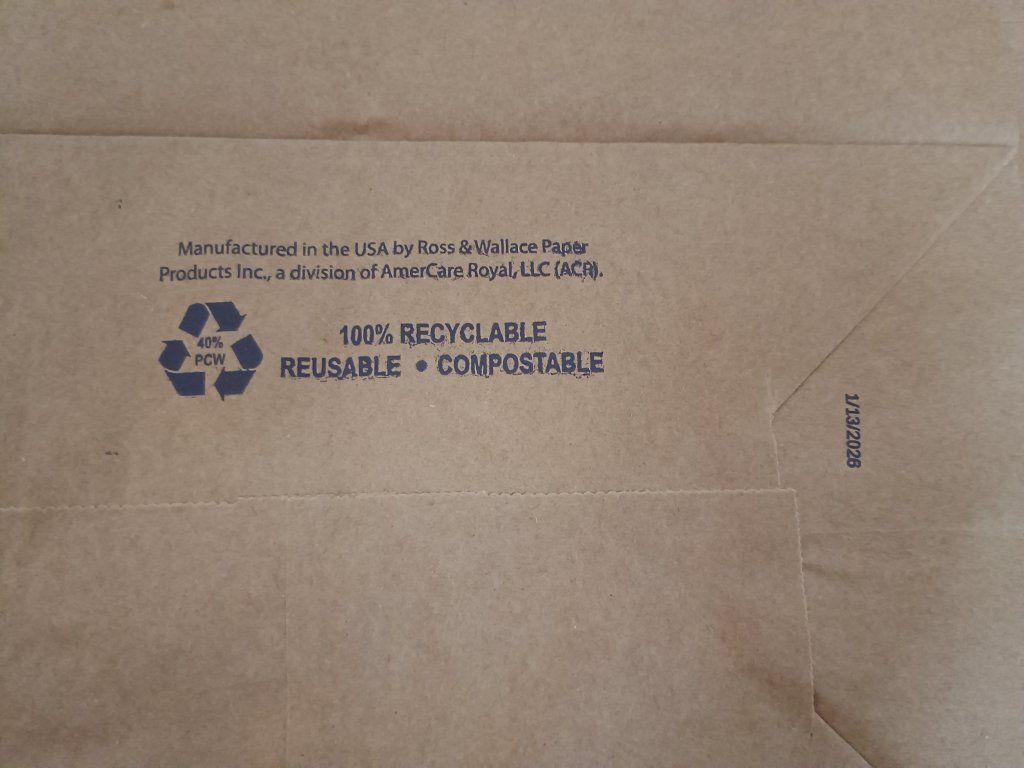 Manufactured in the USA by Ross & Wallace Paper
Products Inc., a division of AmerCare Royal, LLC (ACR).
40%
PCW
100% RECYCLABLE
REUSABLE • COMPOSTABLE
1/13/2026